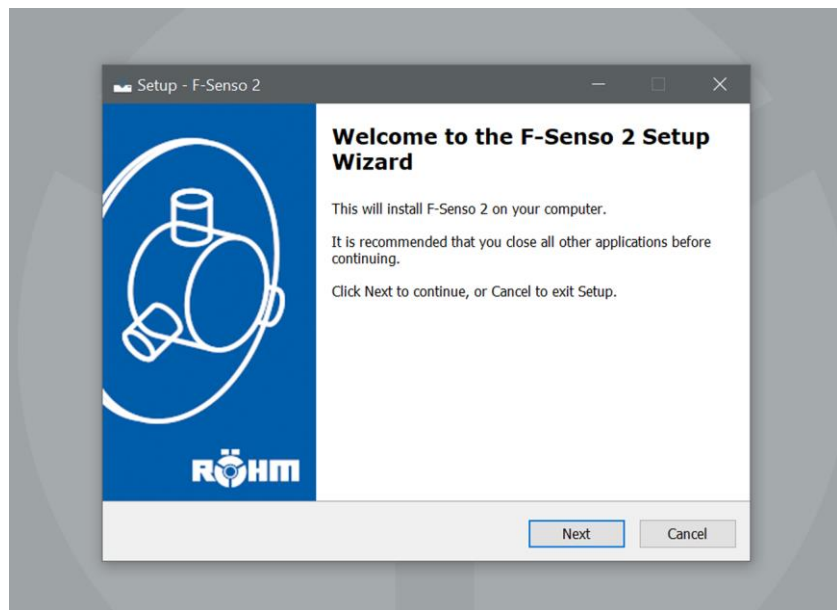 Setup - F-Senso 2
Welcome to the F-Senso 2 Setup
Wizard
This will install F-Senso 2 on your computer.
It is recommended that you close all other applications before
continuing.
Click Next to continue, or Cancel to exit Setup.
RÖHM
Next Cancel